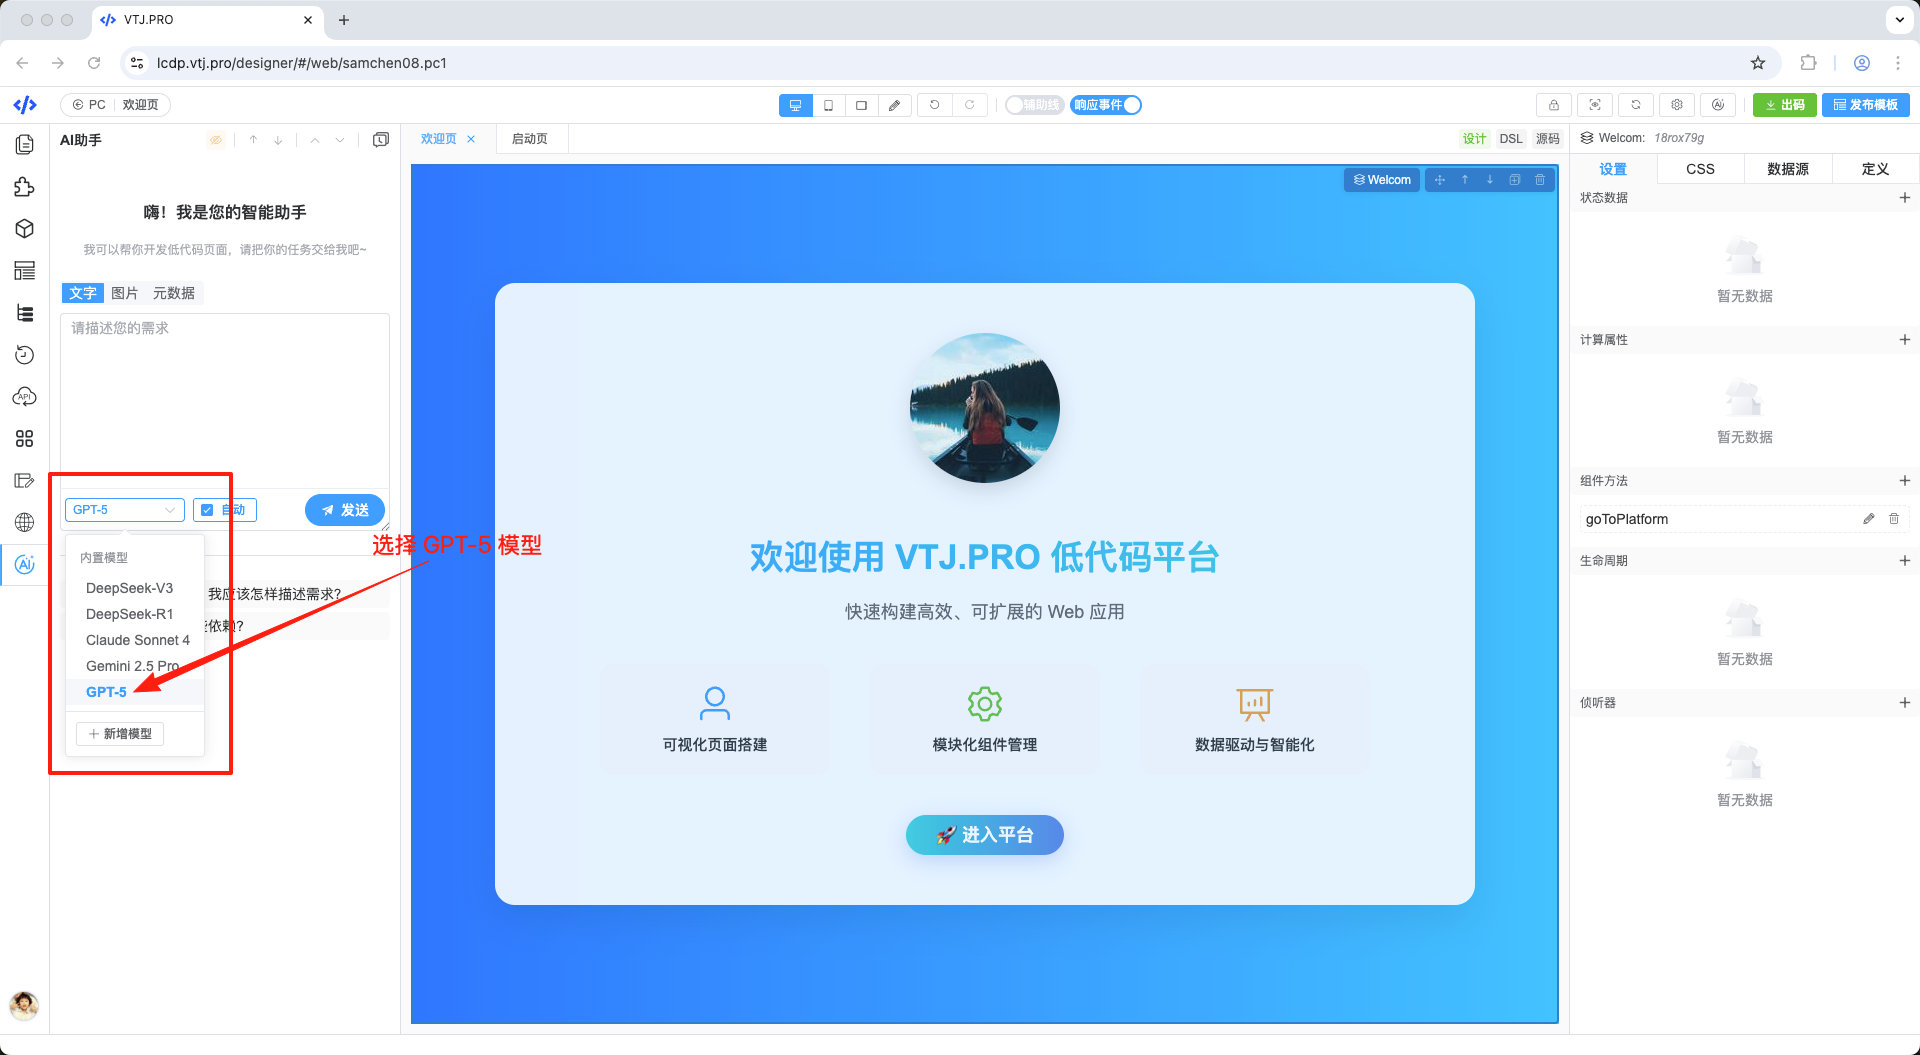 VTJ.PRO
lcdp.vtj.pro/designer/#/web/samchen08.pc1
PC 欢迎页
辅助线 响应事件
出码 发布模板
AI助手
欢迎页 启动页
设计 DSL 源码
Welcom: 18rox79g
Welcom
设置 CSS 数据源 定义
嗨！我是您的智能助手
我可以帮你开发低代码页面，请把你的任务交给我吧~
文字 图片 元数据
请描述您的需求
GPT-5 自动 发送
选择 GPT-5 模型
内置模型
DeepSeek-V3
DeepSeek-R1
Claude Sonnet 4
Gemini 2.5 Pro
GPT-5
新增模型
我应该怎样描述需求?
依赖?
API
AI
欢迎使用 VTJ.PRO 低代码平台
快速构建高效、可扩展的 Web 应用
可视化页面搭建 模块化组件管理 数据驱动与智能化
🚀 进入平台
状态数据
暂无数据
计算属性
暂无数据
组件方法
goToPlatform
生命周期
暂无数据
侦听器
暂无数据